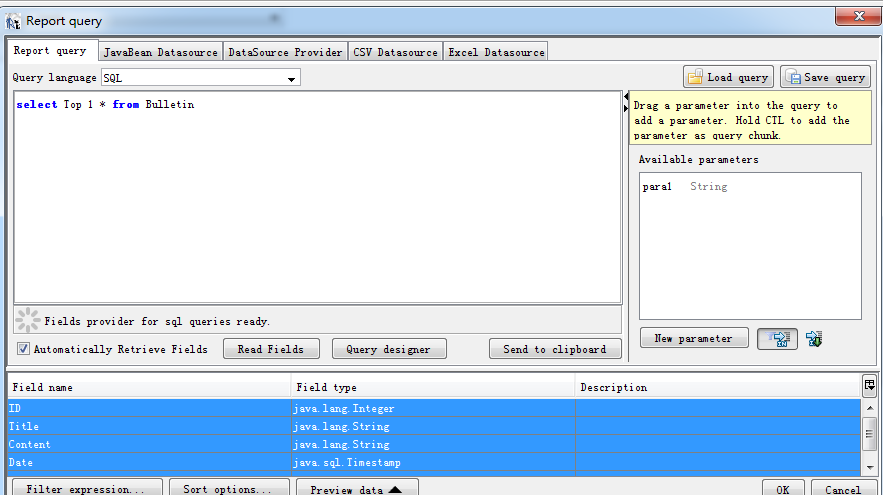 Report query
Report query JavaBean Datasource DataSource Provider CSV Datasource Excel Datasource
Query language SQL
Load query Save query
select Top 1 * from Bulletin
Drag a parameter into the query to
add a parameter. Hold CTL to add the
parameter as query chunk.
Available parameters
para1 String
Fields provider for sql queries ready.
Automatically Retrieve Fields Read Fields Query designer Send to clipboard
New parameter
Field name Field type Description
ID java.lang.Integer
Title java.lang.String
Content java.lang.String
Date java.sql.Timestamp
Filter expression... Sort options... Preview data OK Cancel